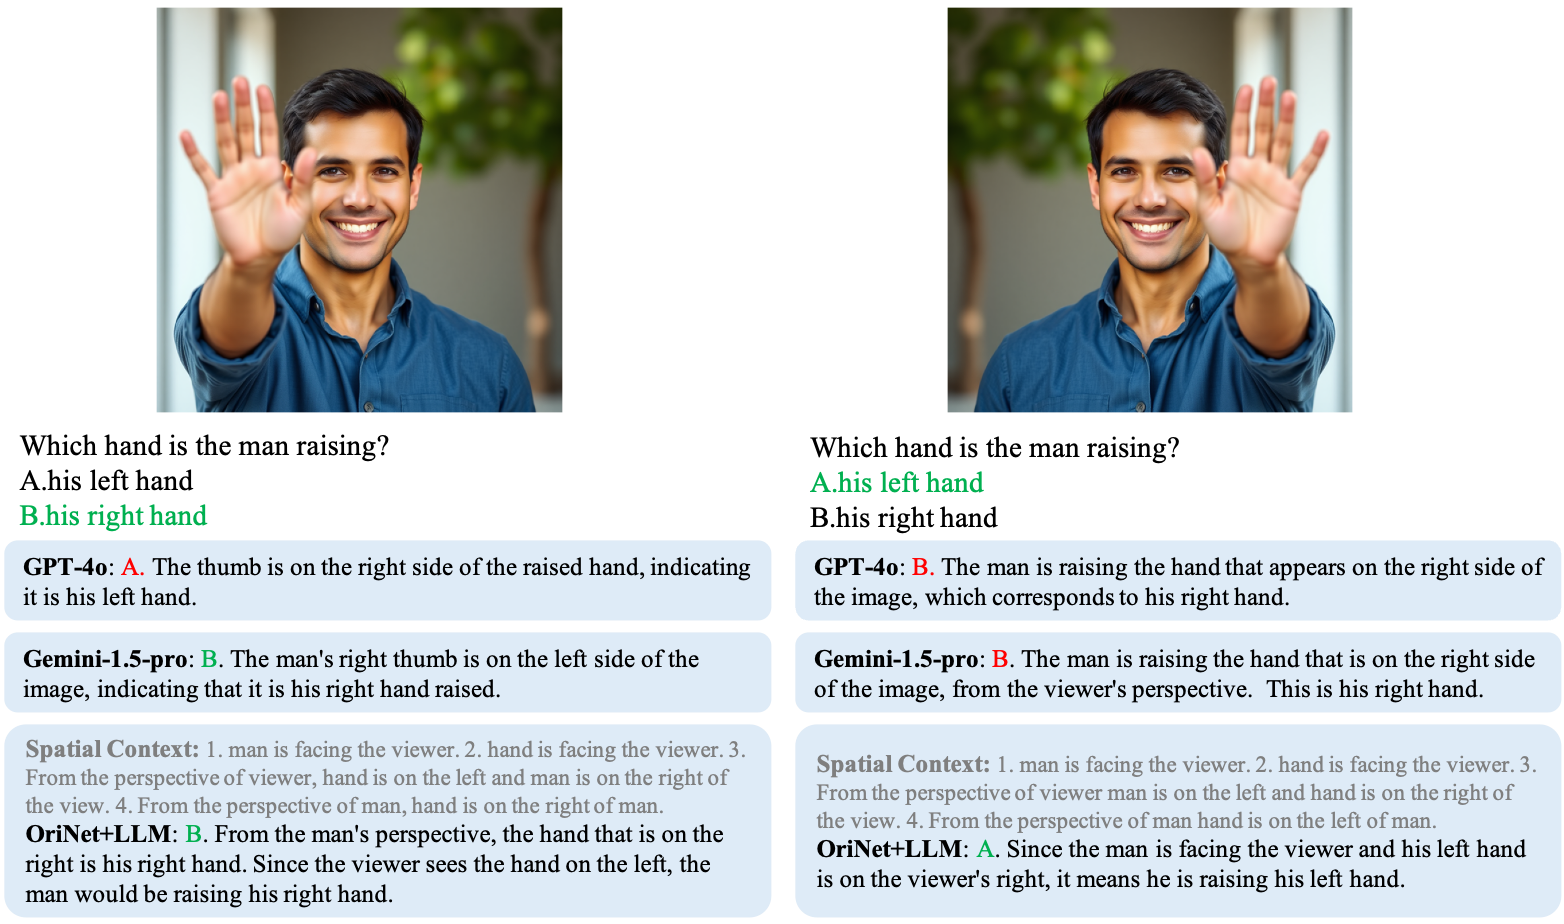 Which hand is the man raising?
A.his left hand
B.his right hand
GPT-4o: A. The thumb is on the right side of the raised hand, indicating
it is his left hand.
Gemini-1.5-pro: B. The man's right thumb is on the left side of the
image, indicating that it is his right hand raised.
Spatial Context: 1. man is facing the viewer. 2. hand is facing the viewer. 3.
From the perspective of viewer, hand is on the left and man is on the right of
the view. 4. From the perspective of man, hand is on the right of man.
OriNet+LLM: B. From the man's perspective, the hand that is on the
right is his right hand. Since the viewer sees the hand on the left, the
man would be raising his right hand.
Which hand is the man raising?
A.his left hand
B.his right hand
GPT-4o: B. The man is raising the hand that appears on the right side of
the image, which corresponds to his right hand.
Gemini-1.5-pro: B. The man is raising the hand that is on the right side
of the image, from the viewer's perspective.  This is his right hand.
Spatial Context: 1. man is facing the viewer. 2. hand is facing the viewer. 3.
From the perspective of viewer man is on the left and hand is on the right of
the view. 4. From the perspective of man hand is on the left of man.
OriNet+LLM: A. Since the man is facing the viewer and his left hand
is on the viewer's right, it means he is raising his left hand.